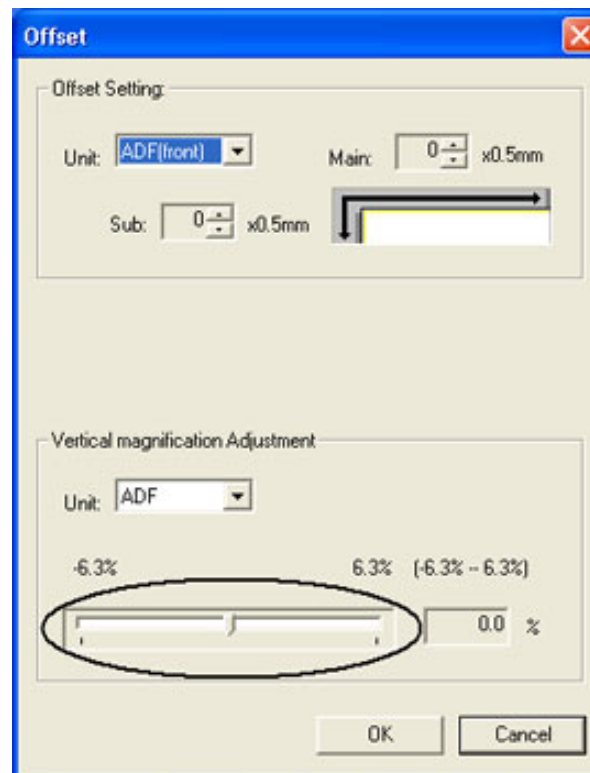 Offset
Offset Setting:
Unit: ADF(front) Main: 0 x0.5mm
Sub: 0 x0.5mm
Vertical magnification Adjustment
Unit: ADF
-6.3% 6.3% (-6.3% -- 6.3%)
0.0 %
OK Cancel